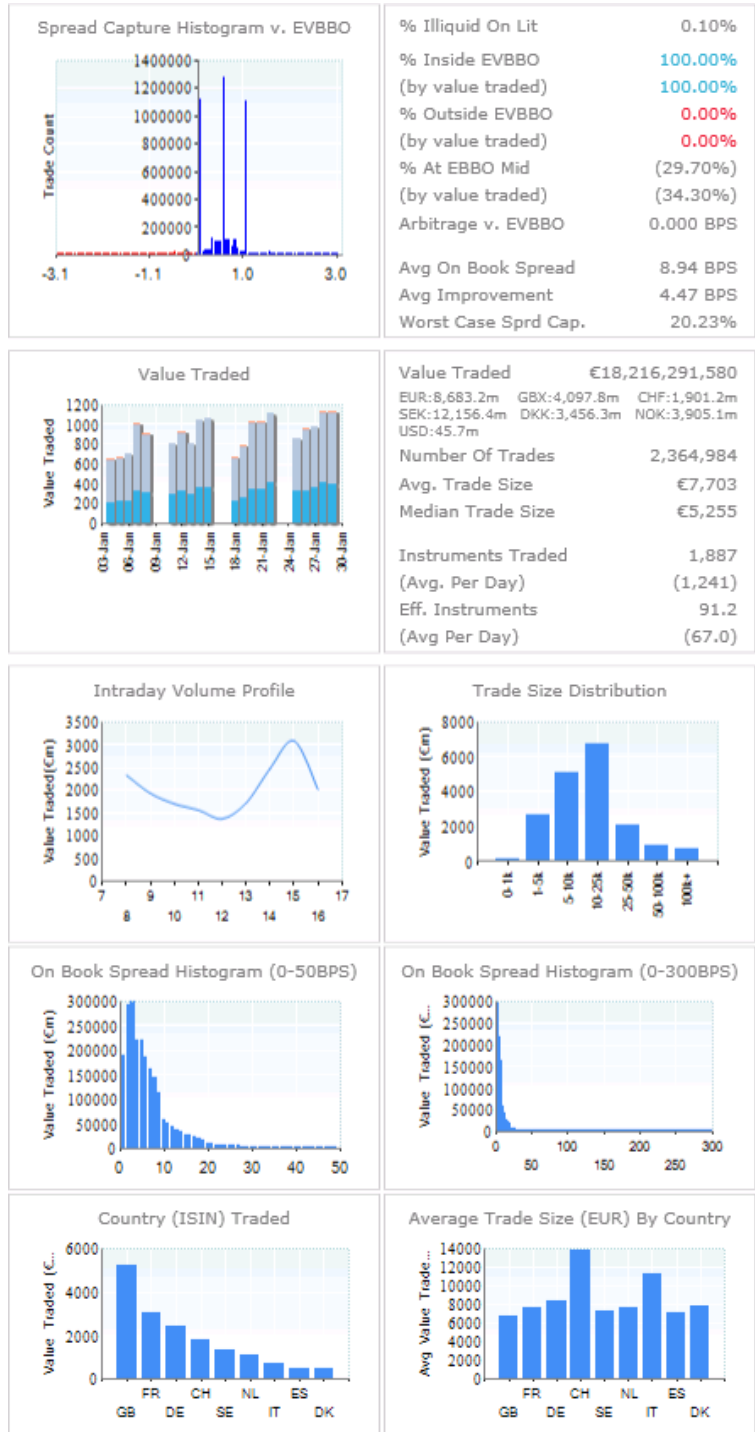 Spread Capture Histogram v. EVBBO
Trade Count
1400000
1200000
1000000
800000
600000
400000
200000
0
-3.1 -1.1 1.0 3.0
% Illiquid On Lit 0.10%
% Inside EVBBO 100.00%
(by value traded) 100.00%
% Outside EVBBO 0.00%
(by value traded) 0.00%
% At EBBO Mid (29.70%)
(by value traded) (34.30%)
Arbitrage v. EVBBO 0.000 BPS
Avg On Book Spread 8.94 BPS
Avg Improvement 4.47 BPS
Worst Case Sprd Cap. 20.23%
Value Traded
Value Traded
1200
1000
800
600
400
200
0
03-Jan 06-Jan 09-Jan 12-Jan 15-Jan 18-Jan 21-Jan 24-Jan 27-Jan 30-Jan
Value Traded €18,216,291,580
EUR:8,683.2m GBX:4,097.8m CHF:1,901.2m
SEK:12,156.4m DKK:3,456.3m NOK:3,905.1m
USD:45.7m
Number Of Trades 2,364,984
Avg. Trade Size €7,703
Median Trade Size €5,255
Instruments Traded 1,887
(Avg. Per Day) (1,241)
Eff. Instruments 91.2
(Avg Per Day) (67.0)
Intraday Volume Profile
Value Traded(€m)
3500
3000
2500
2000
1500
1000
500
0
7 9 11 13 15 17
8 10 12 14 16
Trade Size Distribution
Value Traded (€m)
8000
6000
4000
2000
0
0-1k 1-5k 5-10k 10-25k 25-50k 50-100k 100k+
On Book Spread Histogram (0-50BPS)
Value Traded (€m)
300000
250000
200000
150000
100000
50000
0
0 10 20 30 40 50
On Book Spread Histogram (0-300BPS)
Value Traded (€...
300000
250000
200000
150000
100000
50000
0
0 100 200 300
50 150 250
Country (ISIN) Traded
Value Traded (€...
6000
4000
2000
0
FR CH NL ES
GB DE SE IT DK
Average Trade Size (EUR) By Country
Avg Value Trade...
14000
12000
10000
8000
6000
4000
2000
0
FR CH NL ES
GB DE SE IT DK